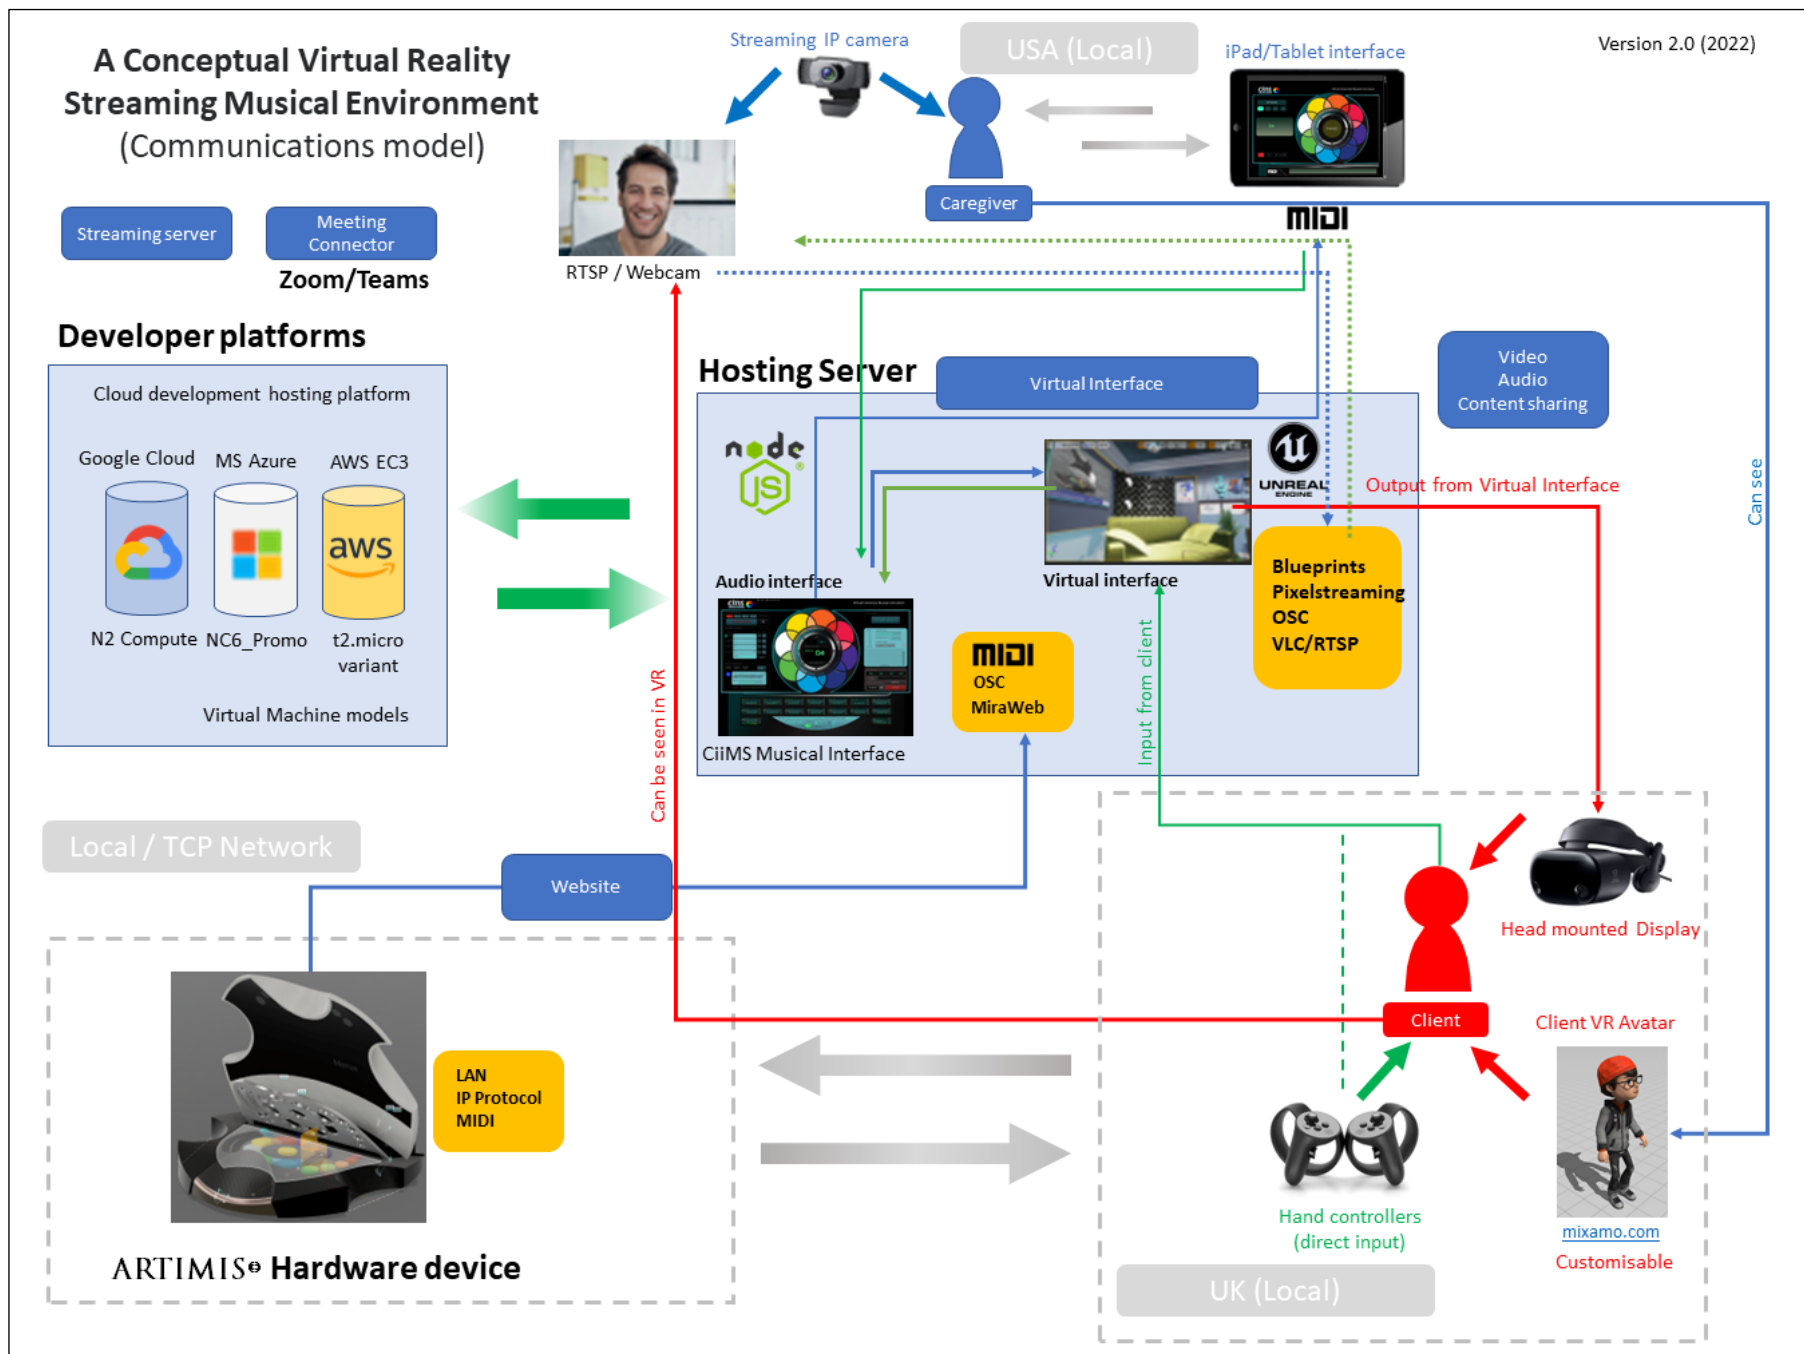 A Conceptual Virtual Reality
Streaming Musical Environment
(Communications model)
Streaming IP camera
USA (Local)
iPad/Tablet interface
Version 2.0 (2022)
Streaming server
Meeting
Connector
Zoom/Teams
RTSP / Webcam
Caregiver
MIDI
Developer platforms
Cloud development hosting platform
Google Cloud
MS Azure
AWS EC3
aws
N2 Compute
NC6_Promo
t2.micro
variant
Virtual Machine models
Hosting Server
Virtual Interface
Video
Audio
Content sharing
node
JS
UNREAL
ENGINE
Output from Virtual Interface
Can see
Audio interface
Virtual interface
Blueprints
Pixelstreaming
OSC
VLC/RTSP
MIDI
OSC
MiraWeb
CiiMS Musical Interface
Can be seen in VR
Input from client
Local / TCP Network
Website
Head mounted Display
Client
Client VR Avatar
LAN
IP Protocol
MIDI
Hand controllers
(direct input)
mixamo.com
Customisable
ARTIMIS Hardware device
UK (Local)